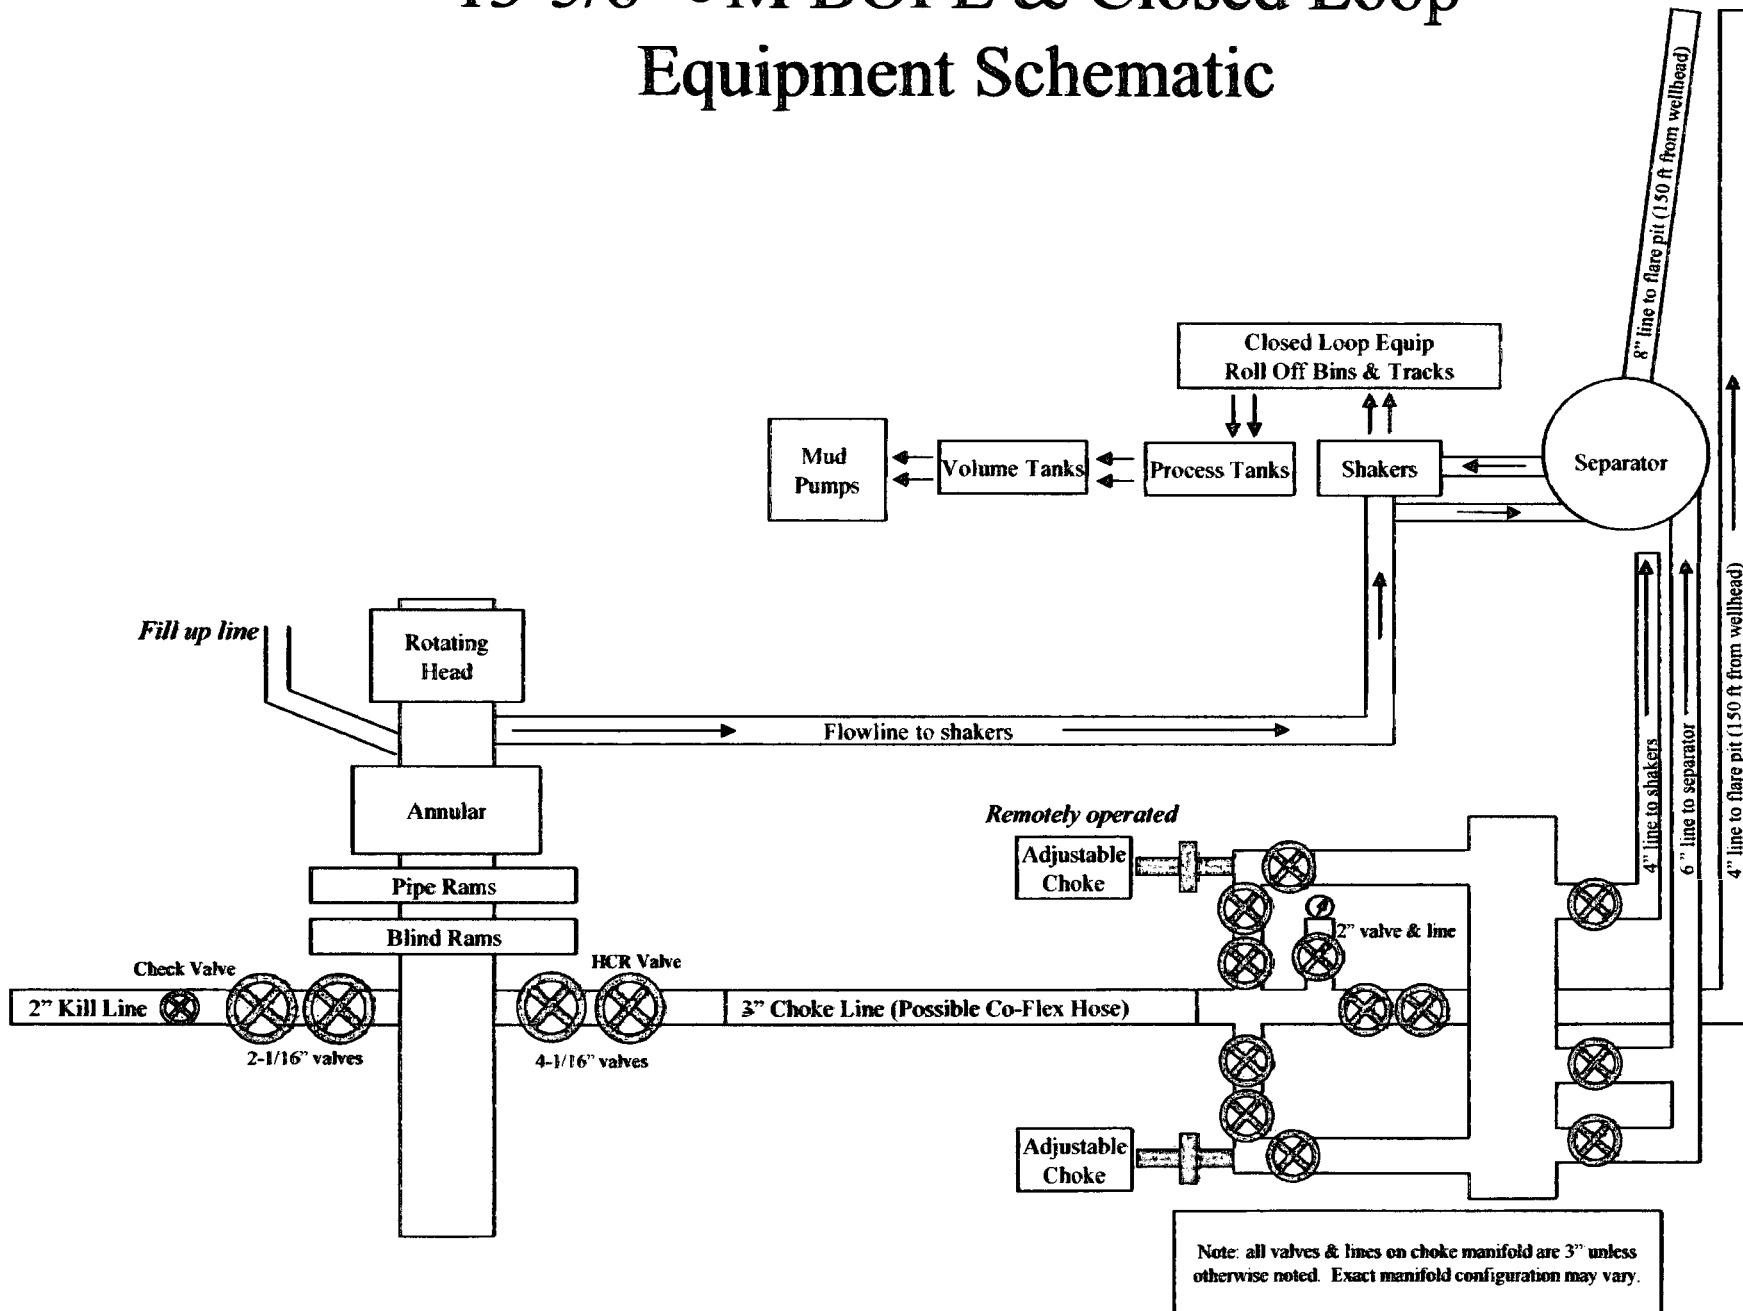 BOPE & Closed Loop
Equipment Schematic
8” line to flare pit (150 ft from wellhead)
Closed Loop Equip
Roll Off Bins & Tracks
Mud
Pumps
Volume Tanks
Process Tanks
Shakers
Separator
Fill up line
Rotating
Head
Flowline to shakers
Annular
Pipe Rams
Blind Rams
Remotely operated
Adjustable
Choke
4” line to shakers
6 ” line to separator
4” line to flare pit (150 ft from wellhead)
2” valve & line
Check Valve
HCR Valve
2” Kill Line
3” Choke Line (Possible Co-Flex Hose)
2-1/16” valves
4-1/16” valves
Adjustable
Choke
Note: all valves & lines on choke manifold are 3” unless
otherwise noted. Exact manifold configuration may vary.